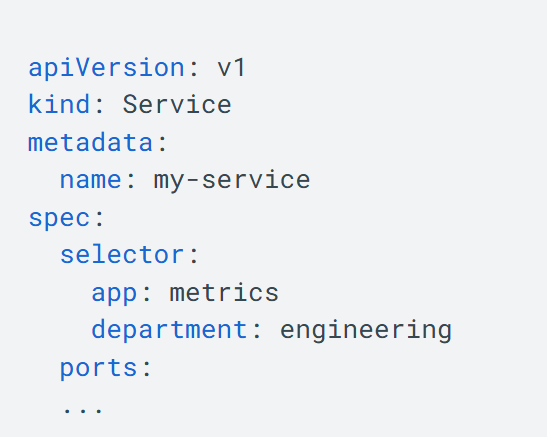 apiVersion: v1
kind: Service
metadata:
  name: my-service
spec:
  selector:
    app: metrics
    department: engineering
  ports:
  ...